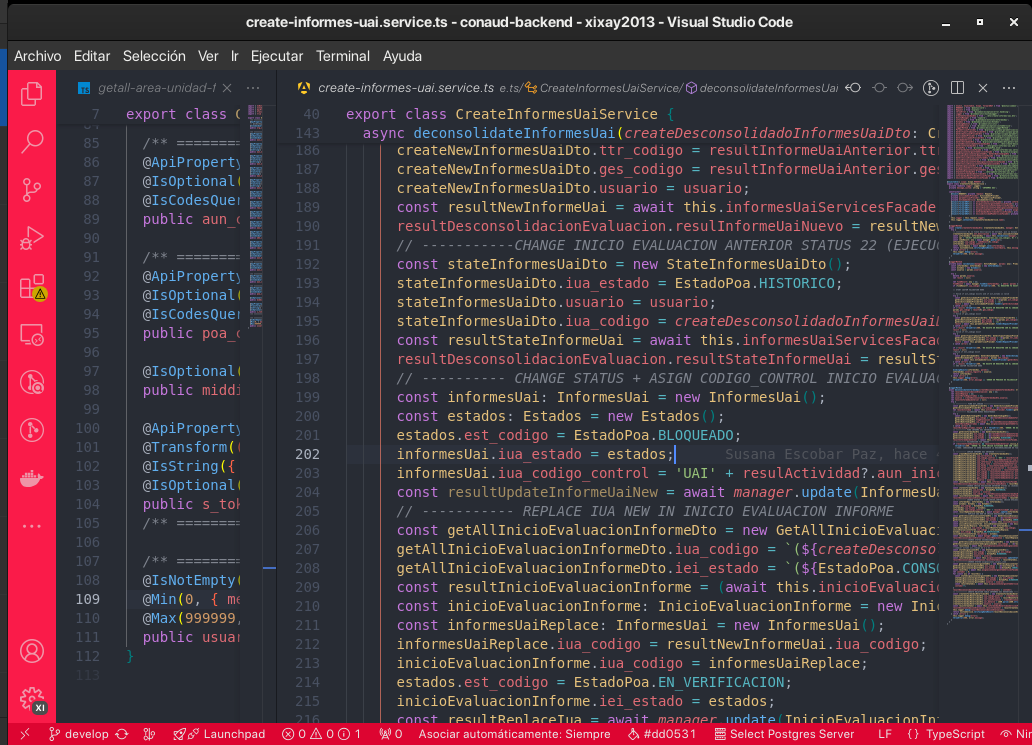 create-informes-uai.service.ts - conaud-backend - xixay2013 - Visual Studio Code
Archivo Editar Selección Ver Ir Ejecutar Terminal Ayuda
TS getall-area-unidad-f
7 export class
85 /** ========
86 @ApiProperty
87 @IsOptional(
88 @IsCodesQuer
89 public aun_c
90
91 /** ========
92 @ApiProperty
93 @IsOptional(
94 @IsCodesQuer
95 public poa_c
96
97 @IsOptional(
98 public middi
99
100 @ApiProperty
101 @Transform((
102 @IsString({
103 @IsOptional(
104 public s_tok
105 /** ========
106
107 /** ========
108 @IsNotEmpty(
109 @Min(0, { me
110 @Max(999999,
111 public usuar
112 }
113
create-informes-uai.service.ts e.ts/ CreateInformesUaiService/ deconsolidateInformesUai
40 export class CreateInformesUaiService {
143 async deconsolidateInformesUai(createDesconsolidadoInformesUaiDto: Cr
186 createNewInformesUaiDto.ttr_codigo = resultInformeUaiAnterior.ttr
187 createNewInformesUaiDto.ges_codigo = resultInformeUaiAnterior.ges
188 createNewInformesUaiDto.usuario = usuario;
189 const resultNewInformeUai = await this.informesUaiServicesFacade
190 resultDesconsolidacionEvaluacion.resulInformeUaiNuevo = resultNew
191 // -----------CHANGE INICIO EVALUACION ANTERIOR STATUS 22 (EJECUC
192 const stateInformesUaiDto = new StateInformesUaiDto();
193 stateInformesUaiDto.iua_estado = EstadoPoa.HISTORICO;
194 stateInformesUaiDto.usuario = usuario;
195 stateInformesUaiDto.iua_codigo = createDesconsolidadoInformesUai
196 const resultStateInformeUai = await this.informesUaiServicesFacad
197 resultDesconsolidacionEvaluacion.resultStateInformeUai = resultSt
198 // ---------- CHANGE STATUS + ASIGN CODIGO_CONTROL INICIO EVALUAC
199 const informesUai: InformesUai = new InformesUai();
200 const estados: Estados = new Estados();
201 estados.est_codigo = EstadoPoa.BLOQUEADO;
202 informesUai.iua_estado = estados; Susana Escobar Paz, hace
203 informesUai.iua_codigo_control = 'UAI' + resulActividad?.aun_inic
204 const resultUpdateInformeUaiNew = await manager.update(InformesUa
205 // ----------- REPLACE IUA NEW IN INICIO EVALUACION INFORME
206 const getAllInicioEvaluacionInformeDto = new GetAllInicioEvaluaci
207 getAllInicioEvaluacionInformeDto.iua_codigo = `(${createDesconso
208 getAllInicioEvaluacionInformeDto.iei_estado = `(${EstadoPoa.CONSO
209 const resultInicioEvaluacionInforme = (await this.inicioEvaluacio
210 const inicioEvaluacionInforme: InicioEvaluacionInforme = new Inic
211 const informesUaiReplace: InformesUai = new InformesUai();
212 informesUaiReplace.iua_codigo = resultNewInformeUai.iua_codigo;
213 inicioEvaluacionInforme.iua_codigo = informesUaiReplace;
214 estados.est_codigo = EstadoPoa.EN_VERIFICACION;
215 inicioEvaluacionInforme.iei_estado = estados;
216 const resultReplaceIua = await manager.update(InicioEvaluacionInf
XI
develop Launchpad 0 0 1 0 Asociar automáticamente: Siempre #dd0531 Select Postgres Server LF {} TypeScript Nin